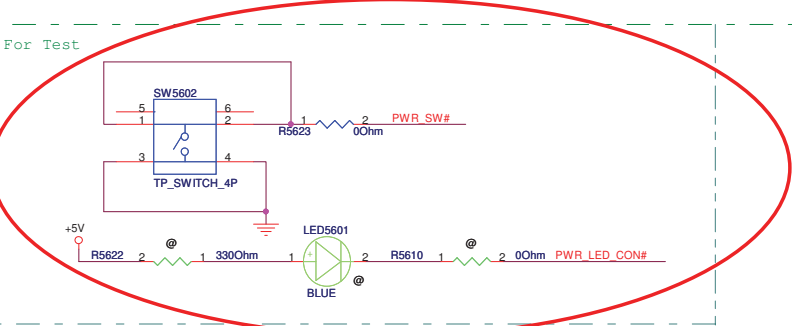 For Test
SW5602
5 6
1 2
R5623 1 2 0Ohm PWR_SW#
3 4
TP_SWITCH_4P
+5V
R5622 2 @ 1 330Ohm
LED5601
1 + 2
@
BLUE
R5610 1 @ 2 0Ohm PWR_LED_CON#